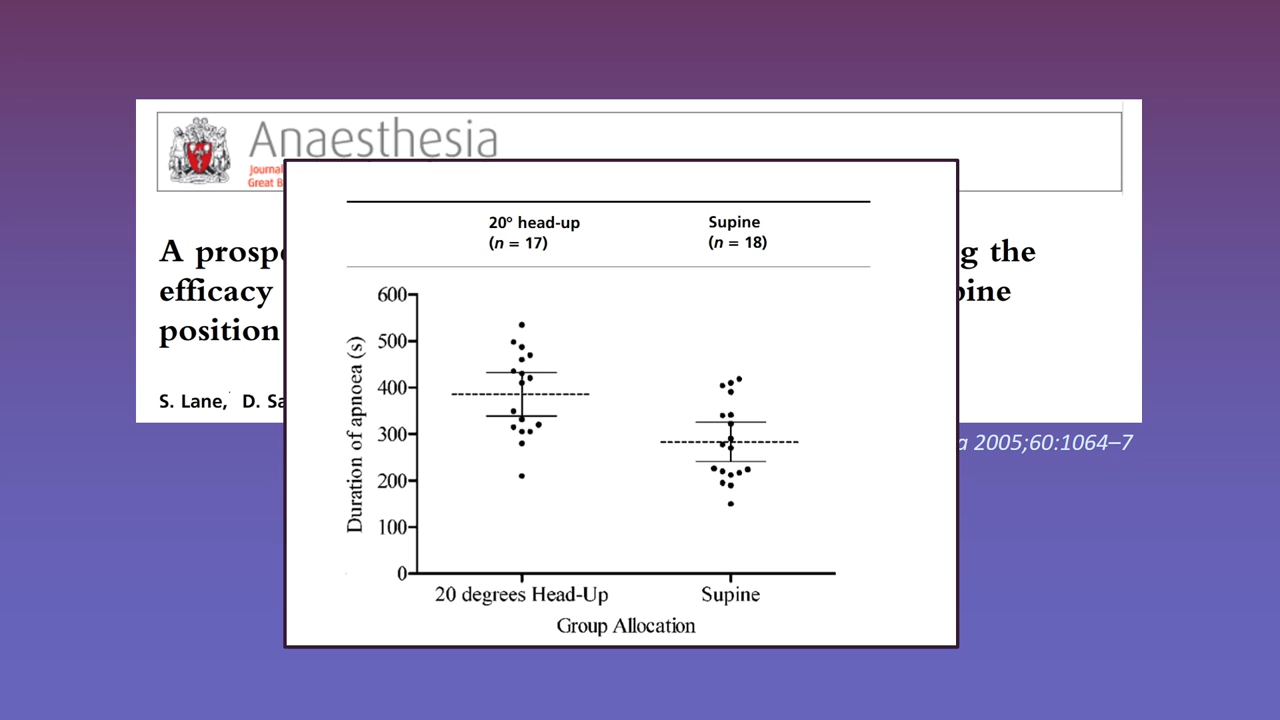 Anaesthesia
Journal
Great B
A prosp
g the
efficacy
pine
position
S. Lane, D. Sa
a 2005;60:1064–7
20º head-up
(n = 17)
Supine
(n = 18)
600
500
400
300
200
100
0
Duration of apnoea (s)
20 degrees Head-Up
Supine
Group Allocation